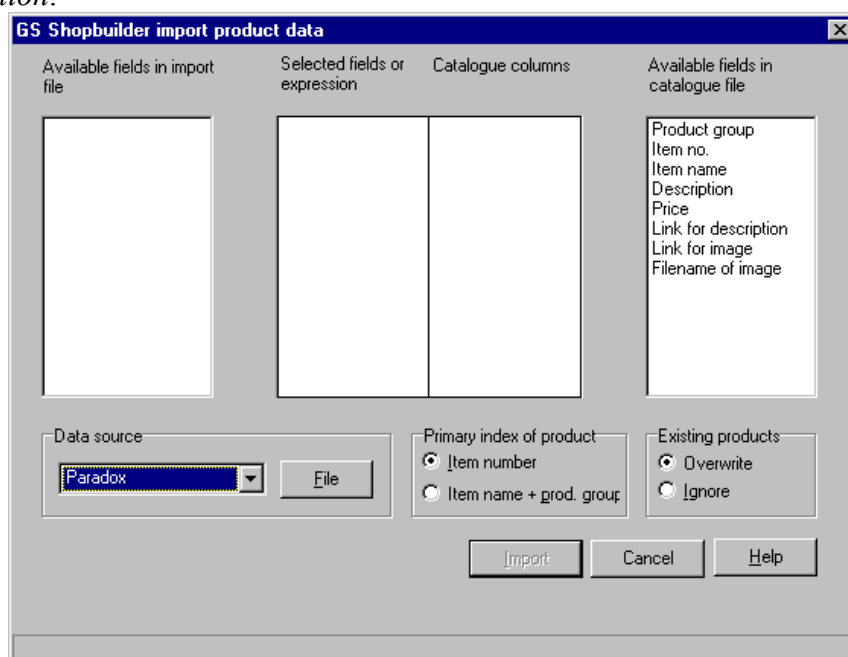 tion.
GS Shopbuilder import product data
Available fields in import
file
Selected fields or
expression
Catalogue columns
Available fields in
catalogue file
Product group
Item no.
Item name
Description
Price
Link for description
Link for image
Filename of image
Data source
Paradox
File
Primary index of product
Item number
Item name + prod. group
Existing products
Overwrite
Ignore
Import
Cancel
Help